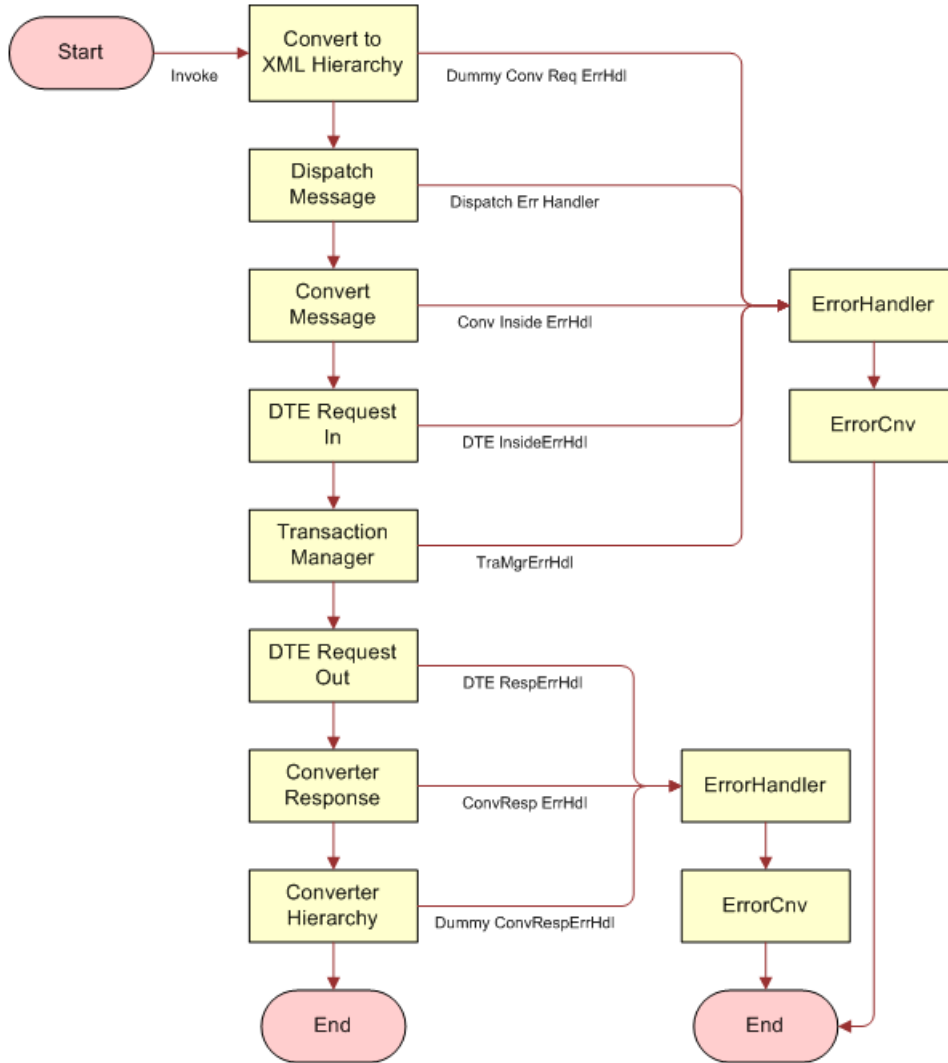 Start
Invoke
Convert to
XML Hierarchy
Dummy Conv Req ErrHdl
Dispatch
Message
Dispatch Err Handler
Convert
Message
Conv Inside ErrHdl
ErrorHandler
DTE Request
In
DTE InsideErrHdl
ErrorCnv
Transaction
Manager
TraMgrErrHdl
DTE Request
Out
DTE RespErrHdl
Converter
Response
ConvResp ErrHdl
ErrorHandler
Converter
Hierarchy
Dummy ConvRespErrHdl
ErrorCnv
End
End